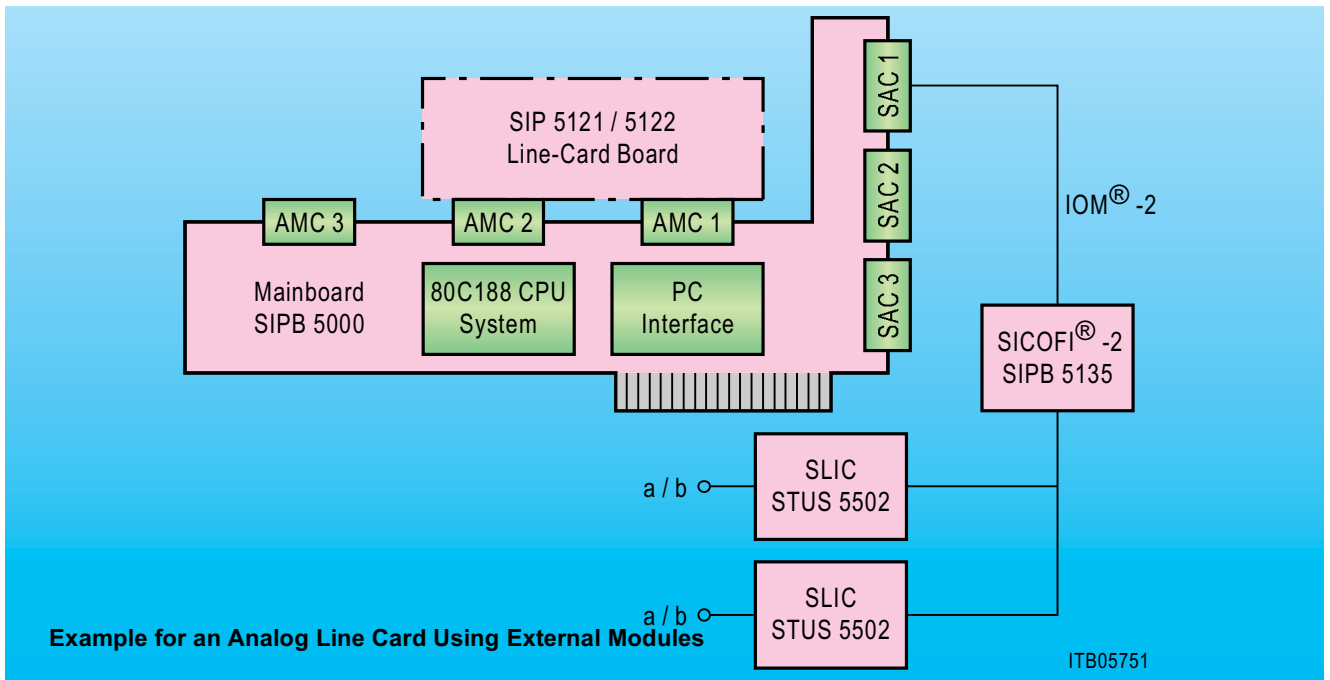 SIP 5121 / 5122
Line-Card Board
SAC 1
SAC 2
SAC 3
IOM® -2
AMC 3
AMC 2
AMC 1
Mainboard
SIPB 5000
80C188 CPU
System
PC
Interface
SICOFI® -2
SIPB 5135
SLIC
STUS 5502
a / b
SLIC
STUS 5502
a / b
Example for an Analog Line Card Using External Modules
ITB05751